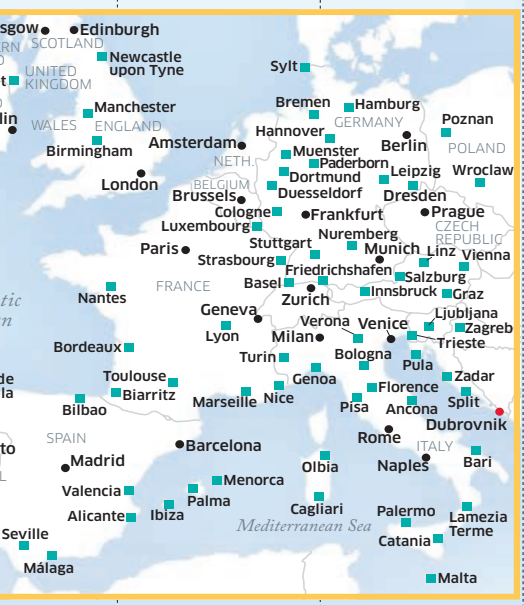 sgow
Edinburgh
SCOTLAND
ERN
Newcastle
upon Tyne
UNITED
KINGDOM
t
Manchester
lin
WALES
ENGLAND
Birmingham
London
Sylt
Bremen
Hamburg
Hannover
GERMANY
Poznan
Amsterdam
Muenster
Berlin
POLAND
NETH.
Paderborn
Dortmund
Leipzig
Wroclaw
BELGIUM
Duesseldorf
Dresden
Brussels
Cologne
Frankfurt
Prague
Luxembourg
CZECH
REPUBLIC
Nuremberg
Stuttgart
Munich
Linz
Vienna
Paris
Strasbourg
Friedrichshafen
Salzburg
Basel
Innsbruck
Graz
Zurich
FRANCE
Nantes
tic
n
Geneva
Lyon
Verona
Venice
Ljubljana
Zagreb
Trieste
Milan
Bordeaux
Turin
Bologna
Pula
Toulouse
Genoa
Zadar
de
la
Biarritz
Florence
Split
Bilbao
Marseille
Nice
Pisa
Ancona
Dubrovnik
SPAIN
Rome
ITALY
to
Barcelona
Madrid
L
Naples
Bari
Olbia
Menorca
Valencia
Palma
Cagliari
Alicante
Ibiza
Palermo
Lamezia
Terme
Mediterranean Sea
Seville
Catania
Málaga
Malta